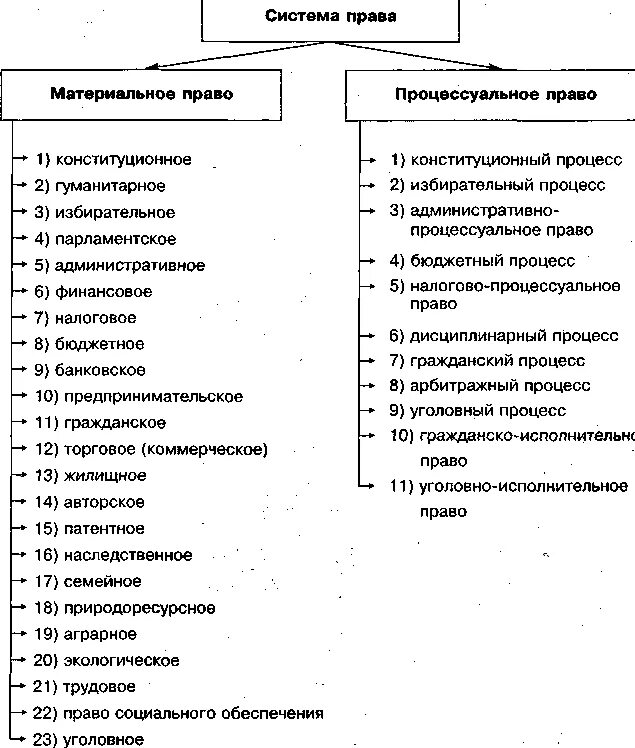 Система права
Материальное право
1) конституционное
2) гуманитарное
3) избирательное
4) парламентское
5) административное
6) финансовое
7) налоговое
8) бюджетное
9) банковское
10) предпринимательское
11) гражданское
12) торговое (коммерческое)
13) жилищное
14) авторское
15) патентное
16) наследственное
17) семейное
18) природоресурсное
19) аграрное
20) экологическое
21) трудовое
22) право социального обеспечения
23) уголовное
Процессуальное право
1) конституционный процесс
2) избирательный процесс
3) административно-
процессуальное право
4) бюджетный процесс
5) налогово-процессуальное
право
6) дисциплинарный процесс
7) гражданский процесс
8) арбитражный процесс
9) уголовный процесс
10) гражданско-исполнительно
право
11) уголовно-исполнительное
право